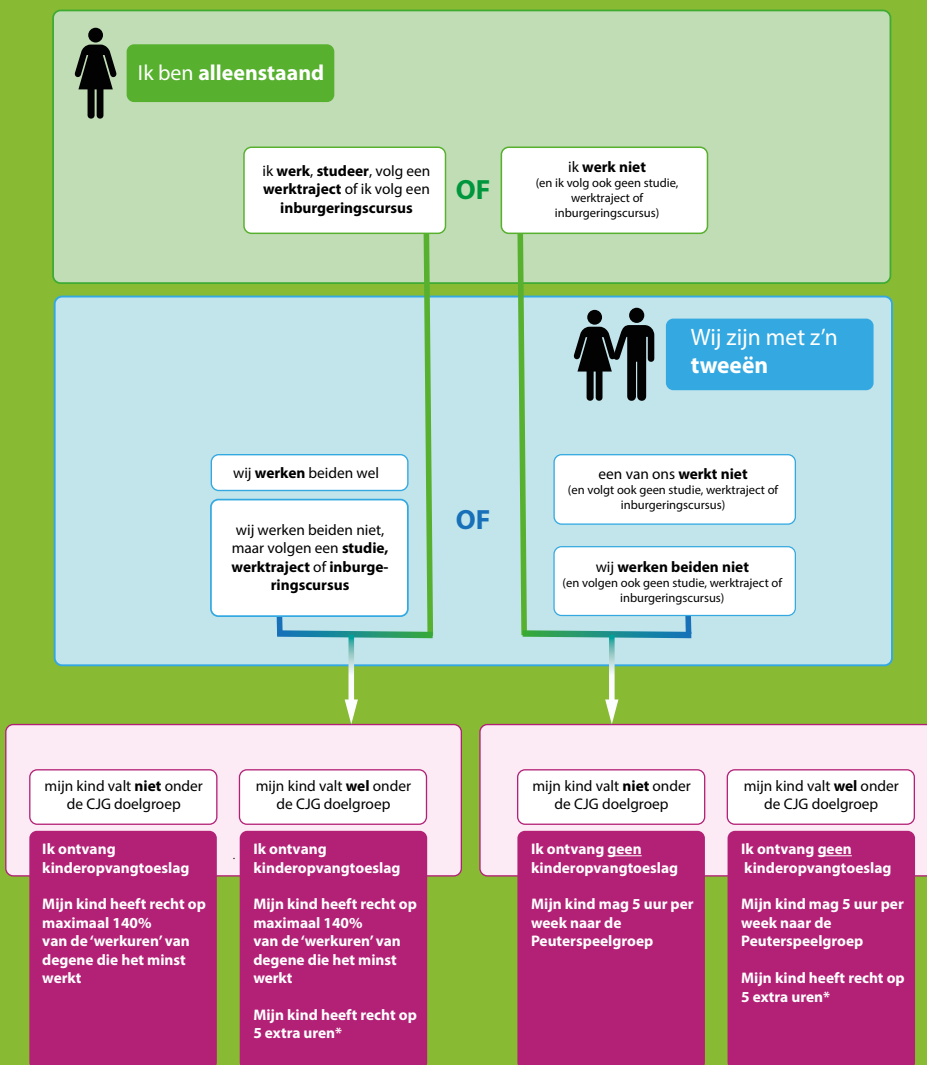 Ik ben alleenstaand
ik werk, studeer, volg een
werktraject of ik volg een
inburgeringscursus
OF
ik werk niet
(en ik volg ook geen studie,
werktraject of
inburgeringscursus)
Wij zijn met z’n
tweeën
wij werken beiden wel
wij werken beiden niet,
maar volgen een studie,
werktraject of inburge-
ringscursus
OF
een van ons werkt niet
(en volgt ook geen studie, werktraject of
inburgeringscursus)
wij werken beiden niet
(en volgen ook geen studie, werktraject of
inburgeringscursus)
mijn kind valt niet onder
de CJG doelgroep
Ik ontvang
kinderopvangtoeslag
Mijn kind heeft recht op
maximaal 140%
van de ‘werkuren’ van
degene die het minst
werkt
mijn kind valt wel onder
de CJG doelgroep
Ik ontvang
kinderopvangtoeslag
Mijn kind heeft recht op
maximaal 140%
van de ‘werkuren’ van
degene die het minst
werkt
Mijn kind heeft recht op
5 extra uren*
mijn kind valt niet onder
de CJG doelgroep
Ik ontvang geen
kinderopvangtoeslag
Mijn kind mag 5 uur per
week naar de
Peuterspeelgroep
mijn kind valt wel onder
de CJG doelgroep
Ik ontvang geen
kinderopvangtoeslag
Mijn kind mag 5 uur per
week naar de
Peuterspeelgroep
Mijn kind heeft recht op
5 extra uren*